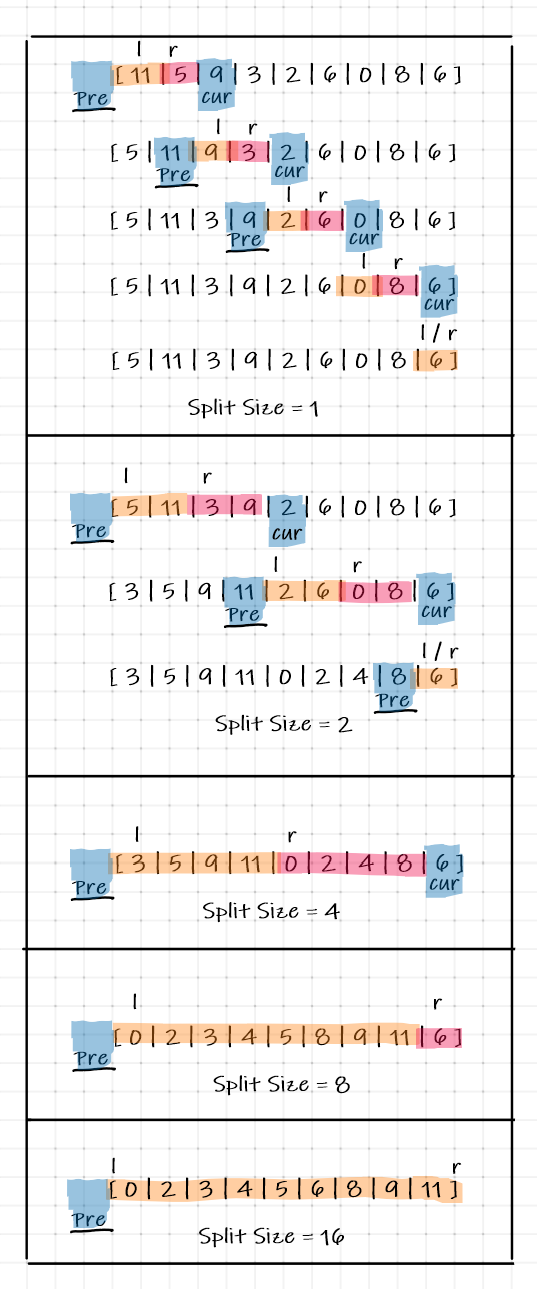 l r
[ 11 | 5 | 9 | 3 | 2 | 6 | 0 | 8 | 6 ]
Pre cur
l r
[ 5 | 11 | 9 | 3 | 2 | 6 | 0 | 8 | 6 ]
Pre cur
l r
[ 5 | 11 | 3 | 9 | 2 | 6 | 0 | 8 | 6 ]
Pre cur
l r
[ 5 | 11 | 3 | 9 | 2 | 6 | 0 | 8 | 6 ]
cur
l / r
[ 5 | 11 | 3 | 9 | 2 | 6 | 0 | 8 | 6 ]
Split Size = 1
l r
[ 5 | 11 | 3 | 9 | 2 | 6 | 0 | 8 | 6 ]
Pre cur
l r
[ 3 | 5 | 9 | 11 | 2 | 6 | 0 | 8 | 6 ]
Pre cur
l / r
[ 3 | 5 | 9 | 11 | 0 | 2 | 4 | 8 | 6 ]
Pre
Split Size = 2
l r
[ 3 | 5 | 9 | 11 | 0 | 2 | 4 | 8 | 6 ]
Pre cur
Split Size = 4
l r
[ 0 | 2 | 3 | 4 | 5 | 8 | 9 | 11 | 6 ]
Pre
Split Size = 8
l r
[ 0 | 2 | 3 | 4 | 5 | 6 | 8 | 9 | 11 ]
Pre
Split Size = 16